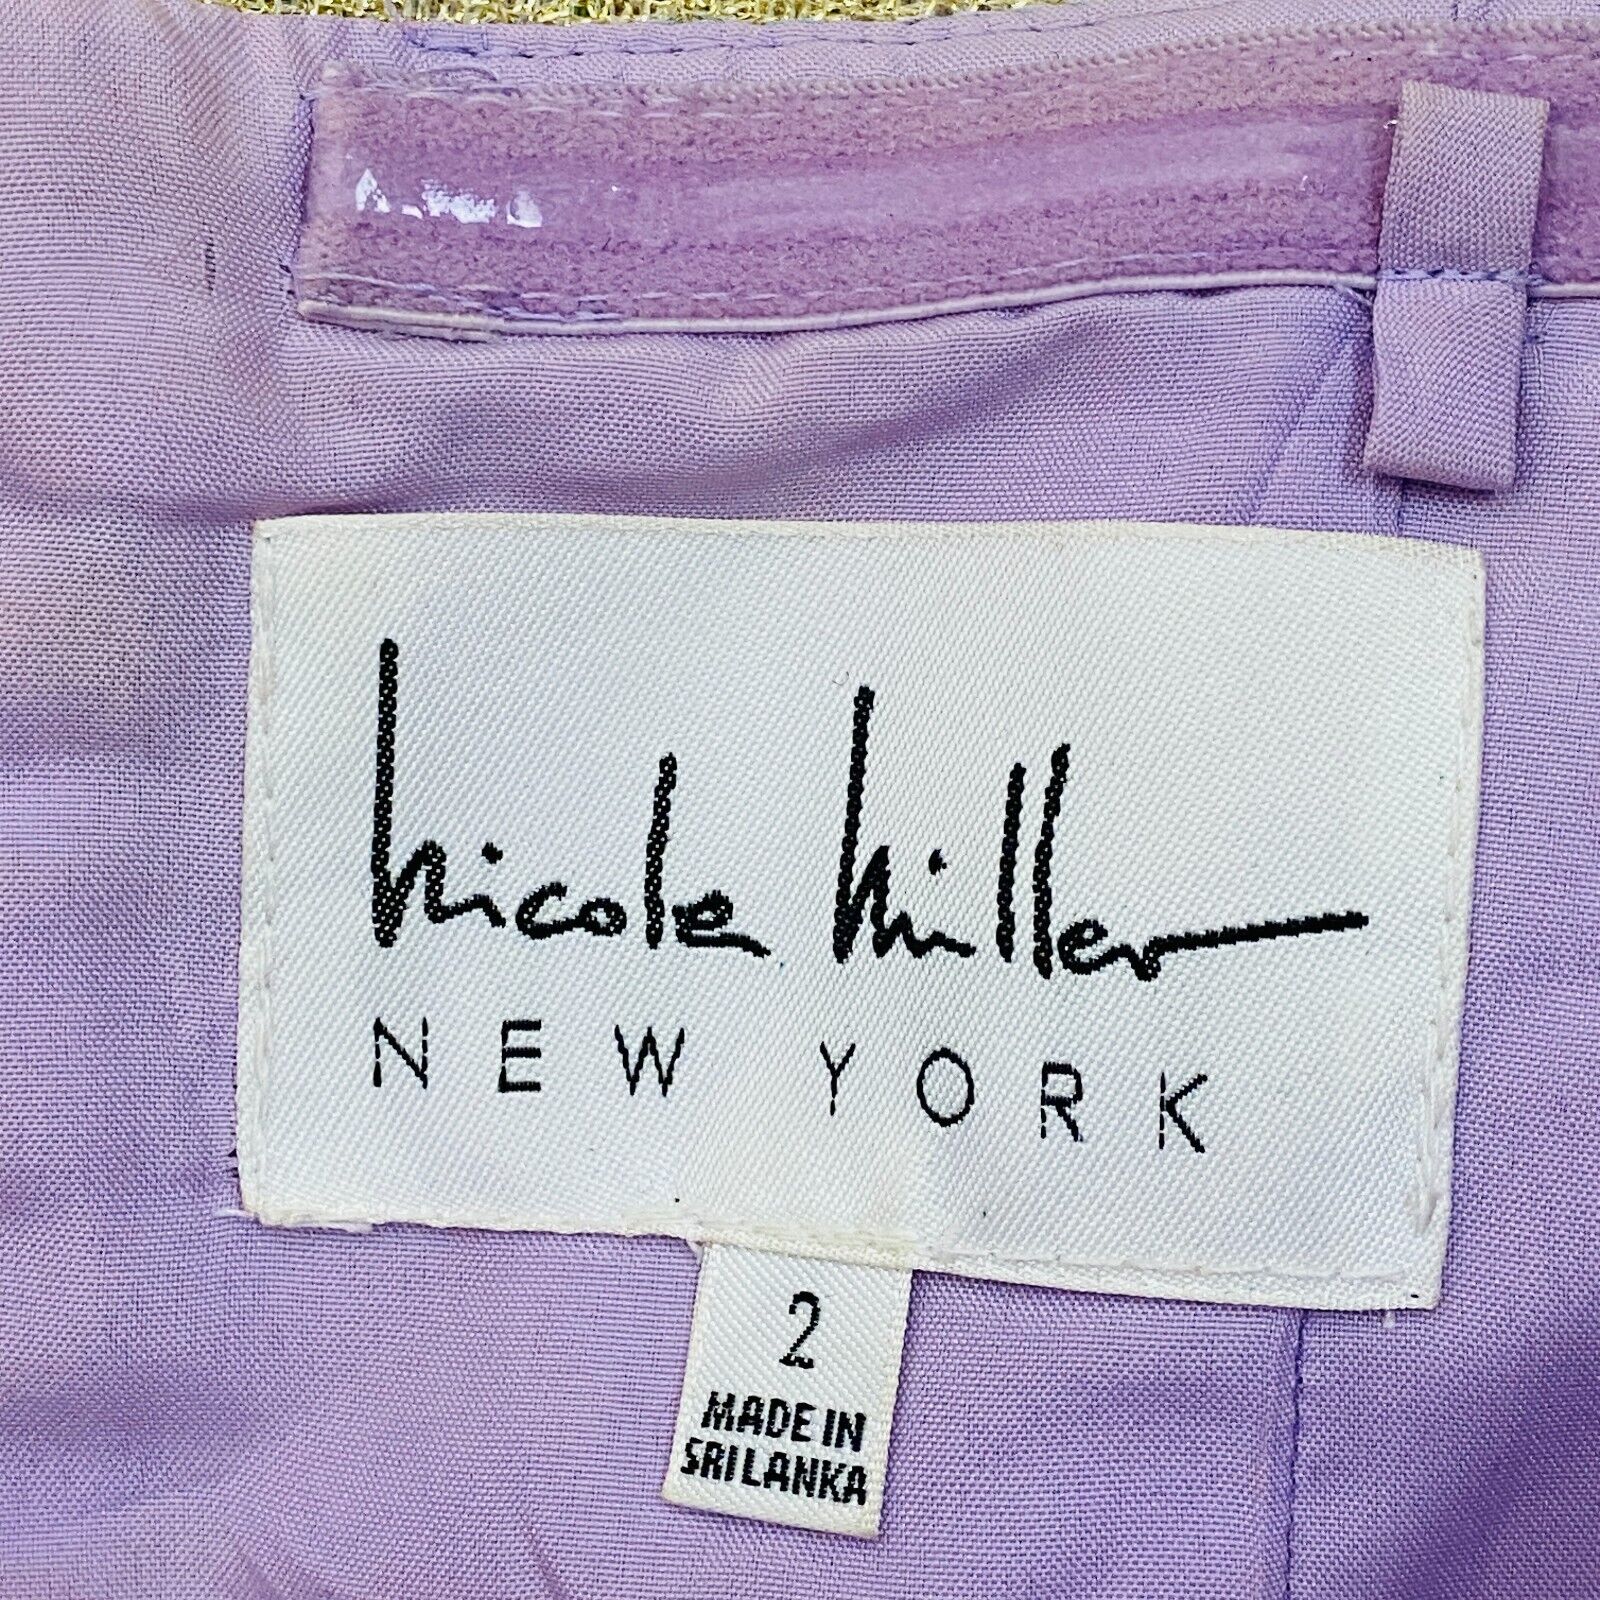 Nicole Miller
NEW YORK
2
MADE IN
SRI LANKA